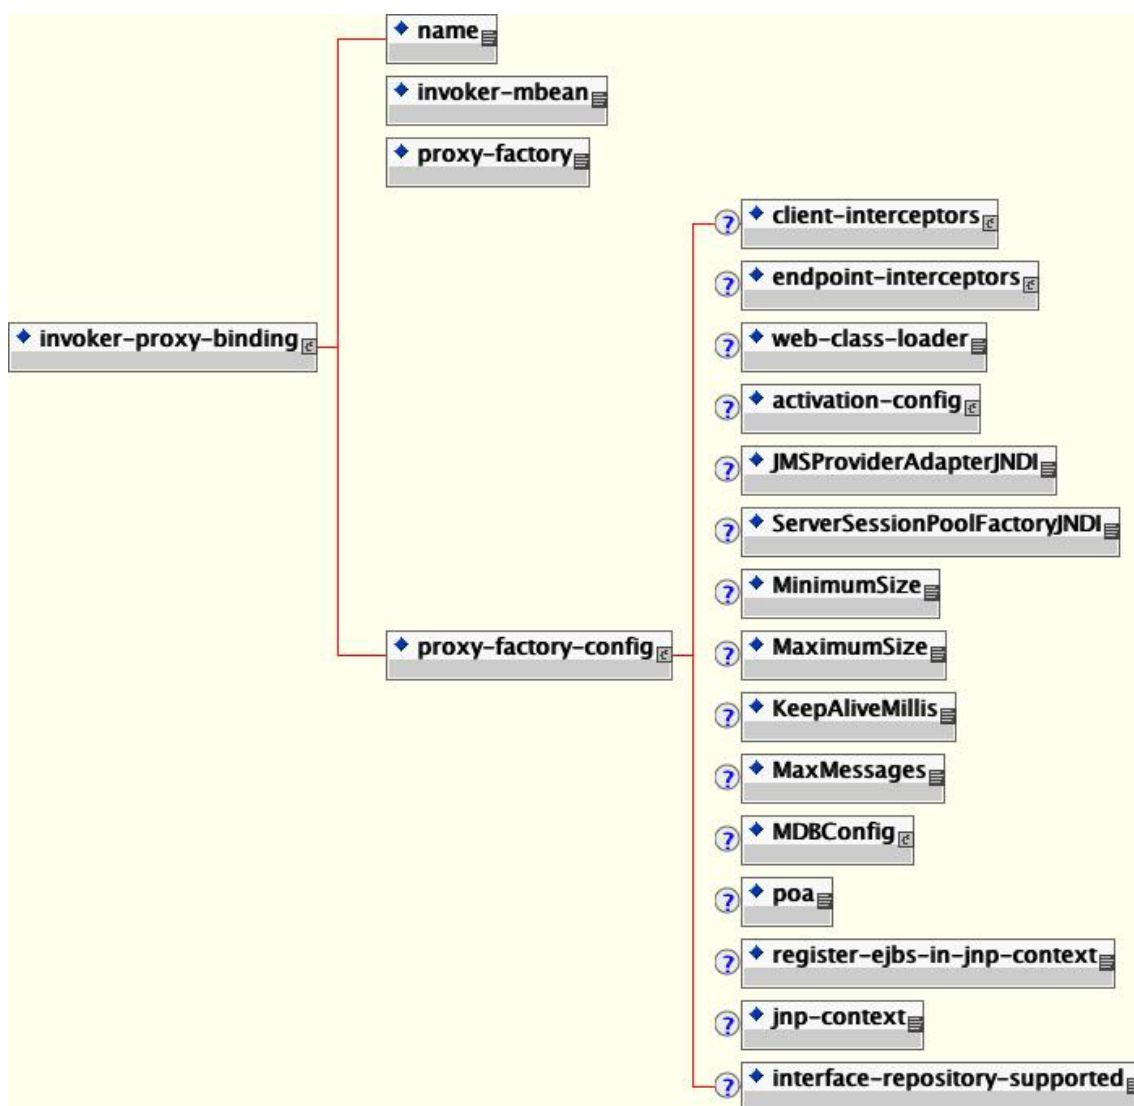 name
invoker-mbean
proxy-factory
? client-interceptors
? endpoint-interceptors
invoker-proxy-binding
? web-class-loader
? activation-config
? JMSProviderAdapterJNDI
? ServerSessionPoolFactoryJNDI
? MinimumSize
proxy-factory-config
? MaximumSize
? KeepAliveMillis
? MaxMessages
? MDBConfig
? poa
? register-ejbs-in-jnp-context
? jnp-context
? interface-repository-supported